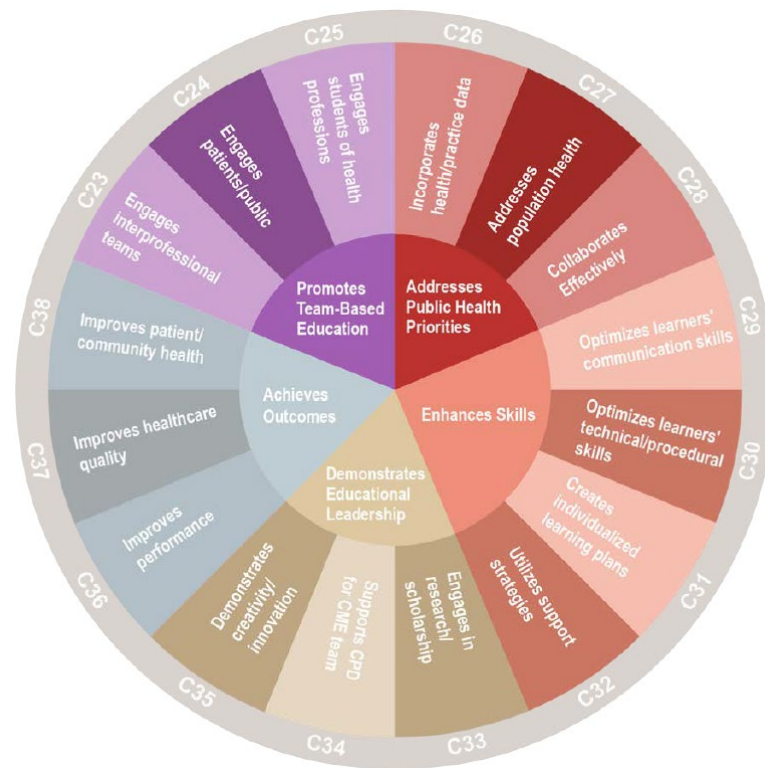 C23
Engages
interprofessional
teams
C24
Engages
patients/public
C25
Engages
students of health
professions
Promotes
Team-Based
Education
C26
Incorporates
health/practice data
C27
Addresses
population health
C28
Collaborates
Effectively
Addresses
Public Health
Priorities
C29
Optimizes learners'
communication skills
C30
Optimizes learners'
technical/procedural
skills
C31
Creates
individualized
learning plans
C32
Utilizes support
strategies
Enhances Skills
C33
Engages in
research/
scholarship
C34
Supports CPD
for CME team
C35
Demonstrates
creativity/
innovation
Demonstrates
Educational
Leadership
C36
Improves
performance
C37
Improves healthcare
quality
C38
Improves patient/
community health
Achieves
Outcomes